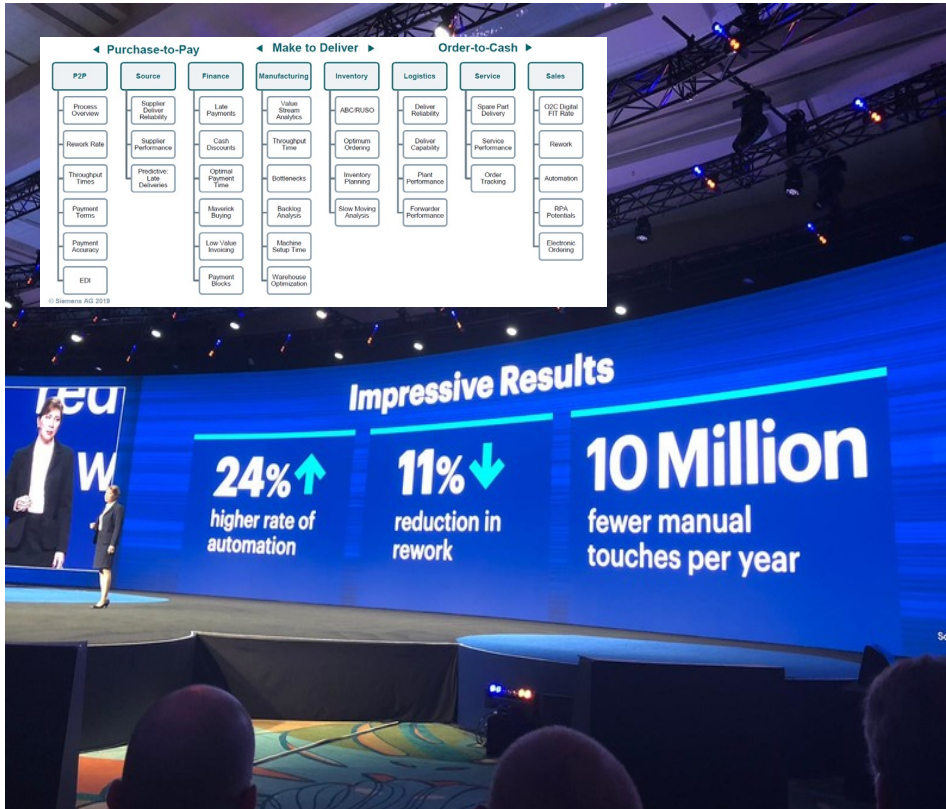 ◄ Purchase-to-Pay
◄ Make to Deliver ►
Order-to-Cash ►
P2P
Process
Overview
Rework Rate
Throughput
Times
Payment
Terms
Payment
Accuracy
EDI
Source
Supplier
Deliver
Reliability
Supplier
Performance
Predictive:
Late
Deliveries
Finance
Late
Payments
Cash
Discounts
Optimal
Payment
Time
Maverick
Buying
Low Value
Invoicing
Payment
Blocks
Manufacturing
Value
Stream
Analytics
Throughput
Time
Bottlenecks
Backlog
Analysis
Machine
Setup Time
Warehouse
Optimization
Inventory
ABC/RUSO
Optimum
Ordering
Inventory
Planning
Slow Moving
Analysis
Logistics
Deliver
Reliability
Deliver
Capability
Plant
Performance
Forwarder
Performance
Service
Spare Part
Delivery
Service
Performance
Order
Tracking
Sales
O2C Digital
FIT Rate
Rework
Automation
RPA
Potentials
Electronic
Ordering
© Siemens AG 2019
Impressive Results
24%↑
higher rate of
automation
11%↓
reduction in
rework
10 Million
fewer manual
touches per year